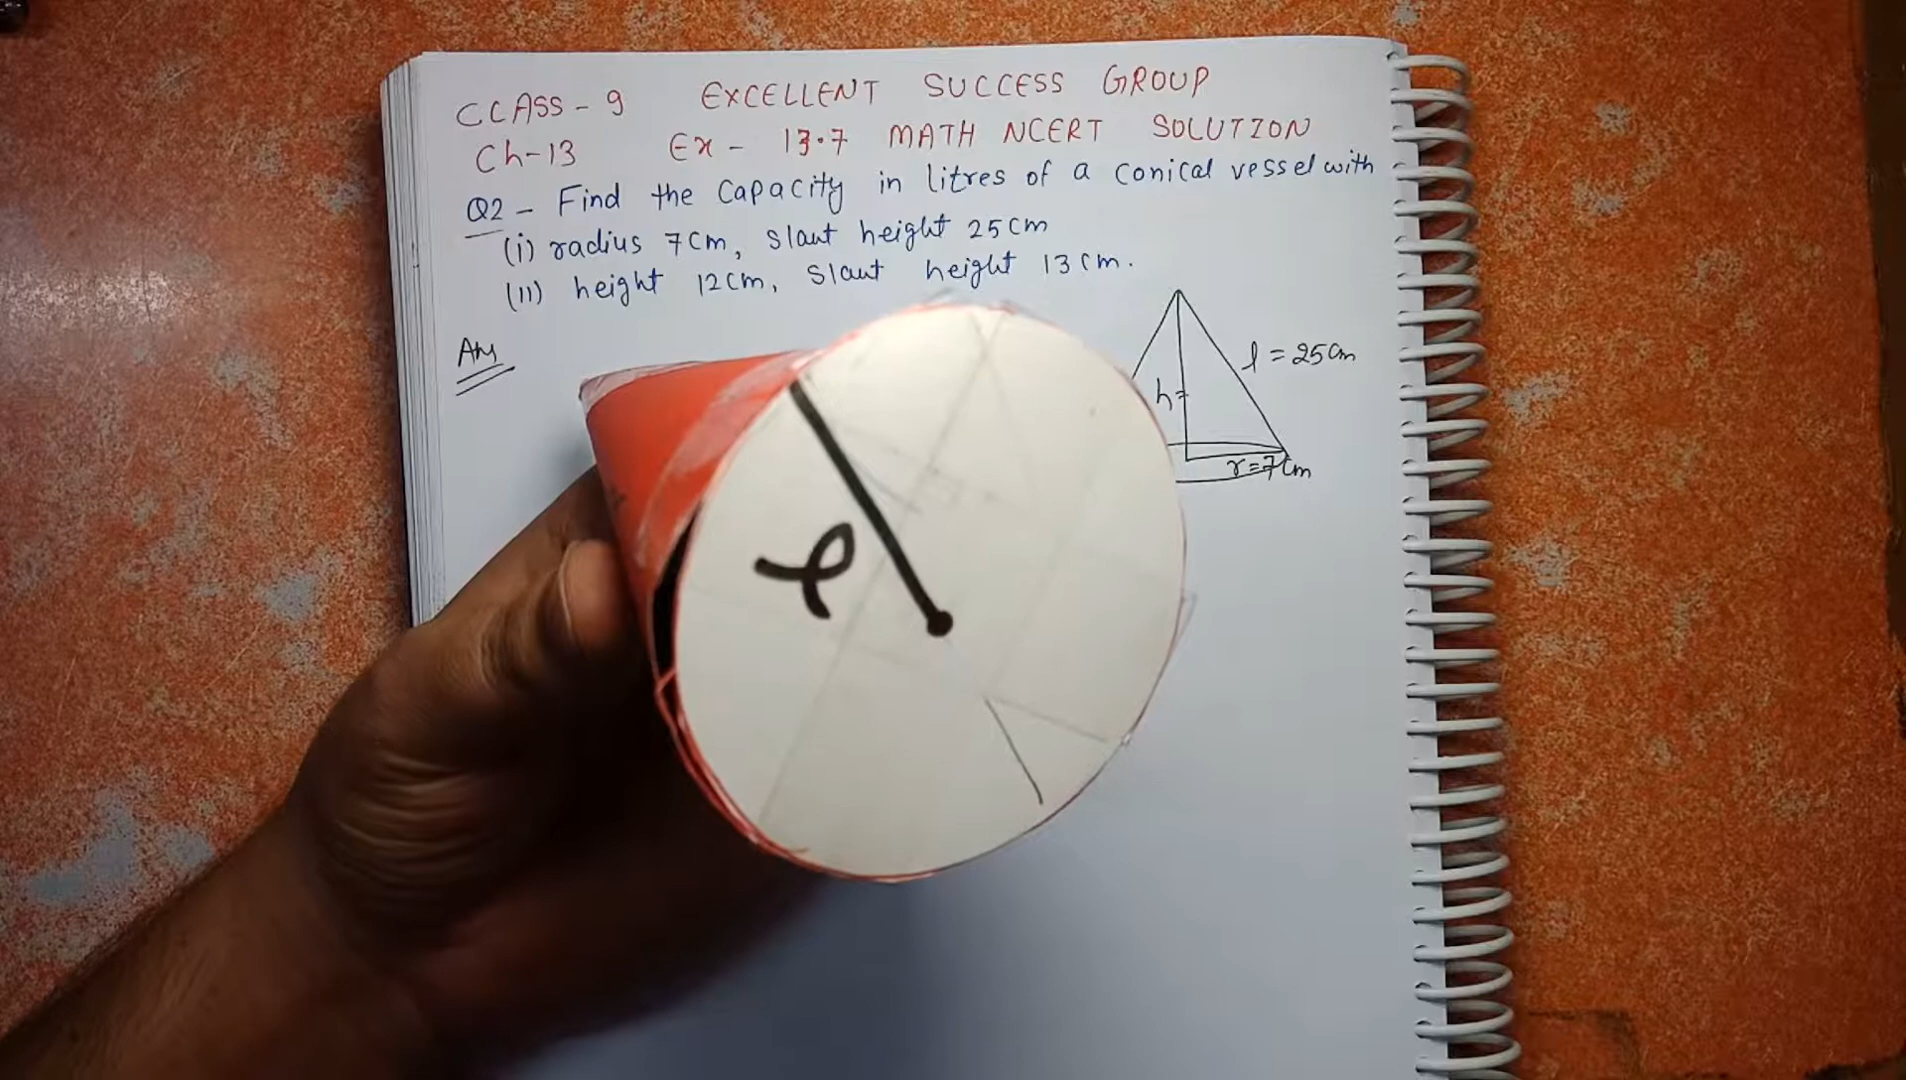 CLASS - 9 EXCELLENT SUCCESS GROUP
Ch-13 Ex - 13.7 MATH NCERT SOLUTION
Q2 - Find the capacity in litres of a conical vessel with
(i) radius 7cm, slant height 25cm
(ii) height 12cm, slant height 13cm.
Ans
l = 25cm
h=
r=7cm
r